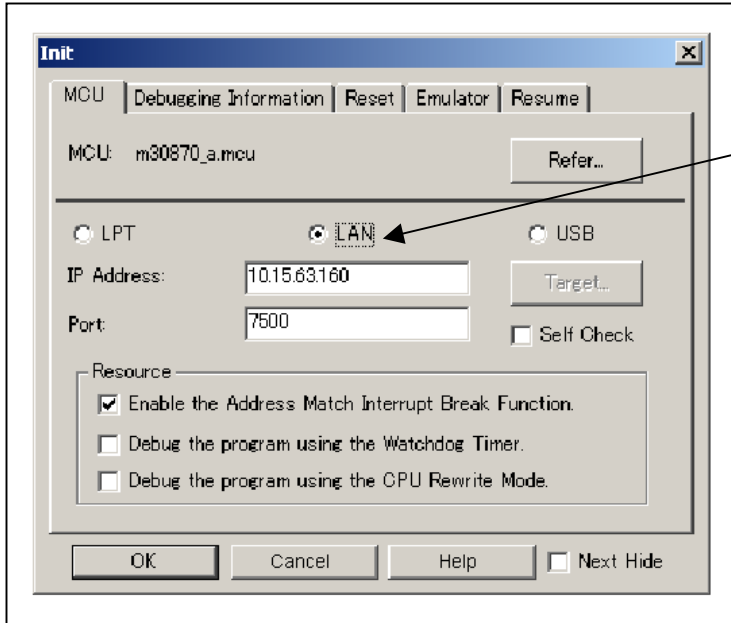 Init
MCU Debugging Information Reset Emulator Resume
MCU: m30870_a.mcu Refer...
LPT LAN USB
IP Address: 10.15.63.160 Target...
Port: 7500 Self Check
Resource
Enable the Address Match Interrupt Break Function.
Debug the program using the Watchdog Timer.
Debug the program using the CPU Rewrite Mode.
OK Cancel Help Next Hide